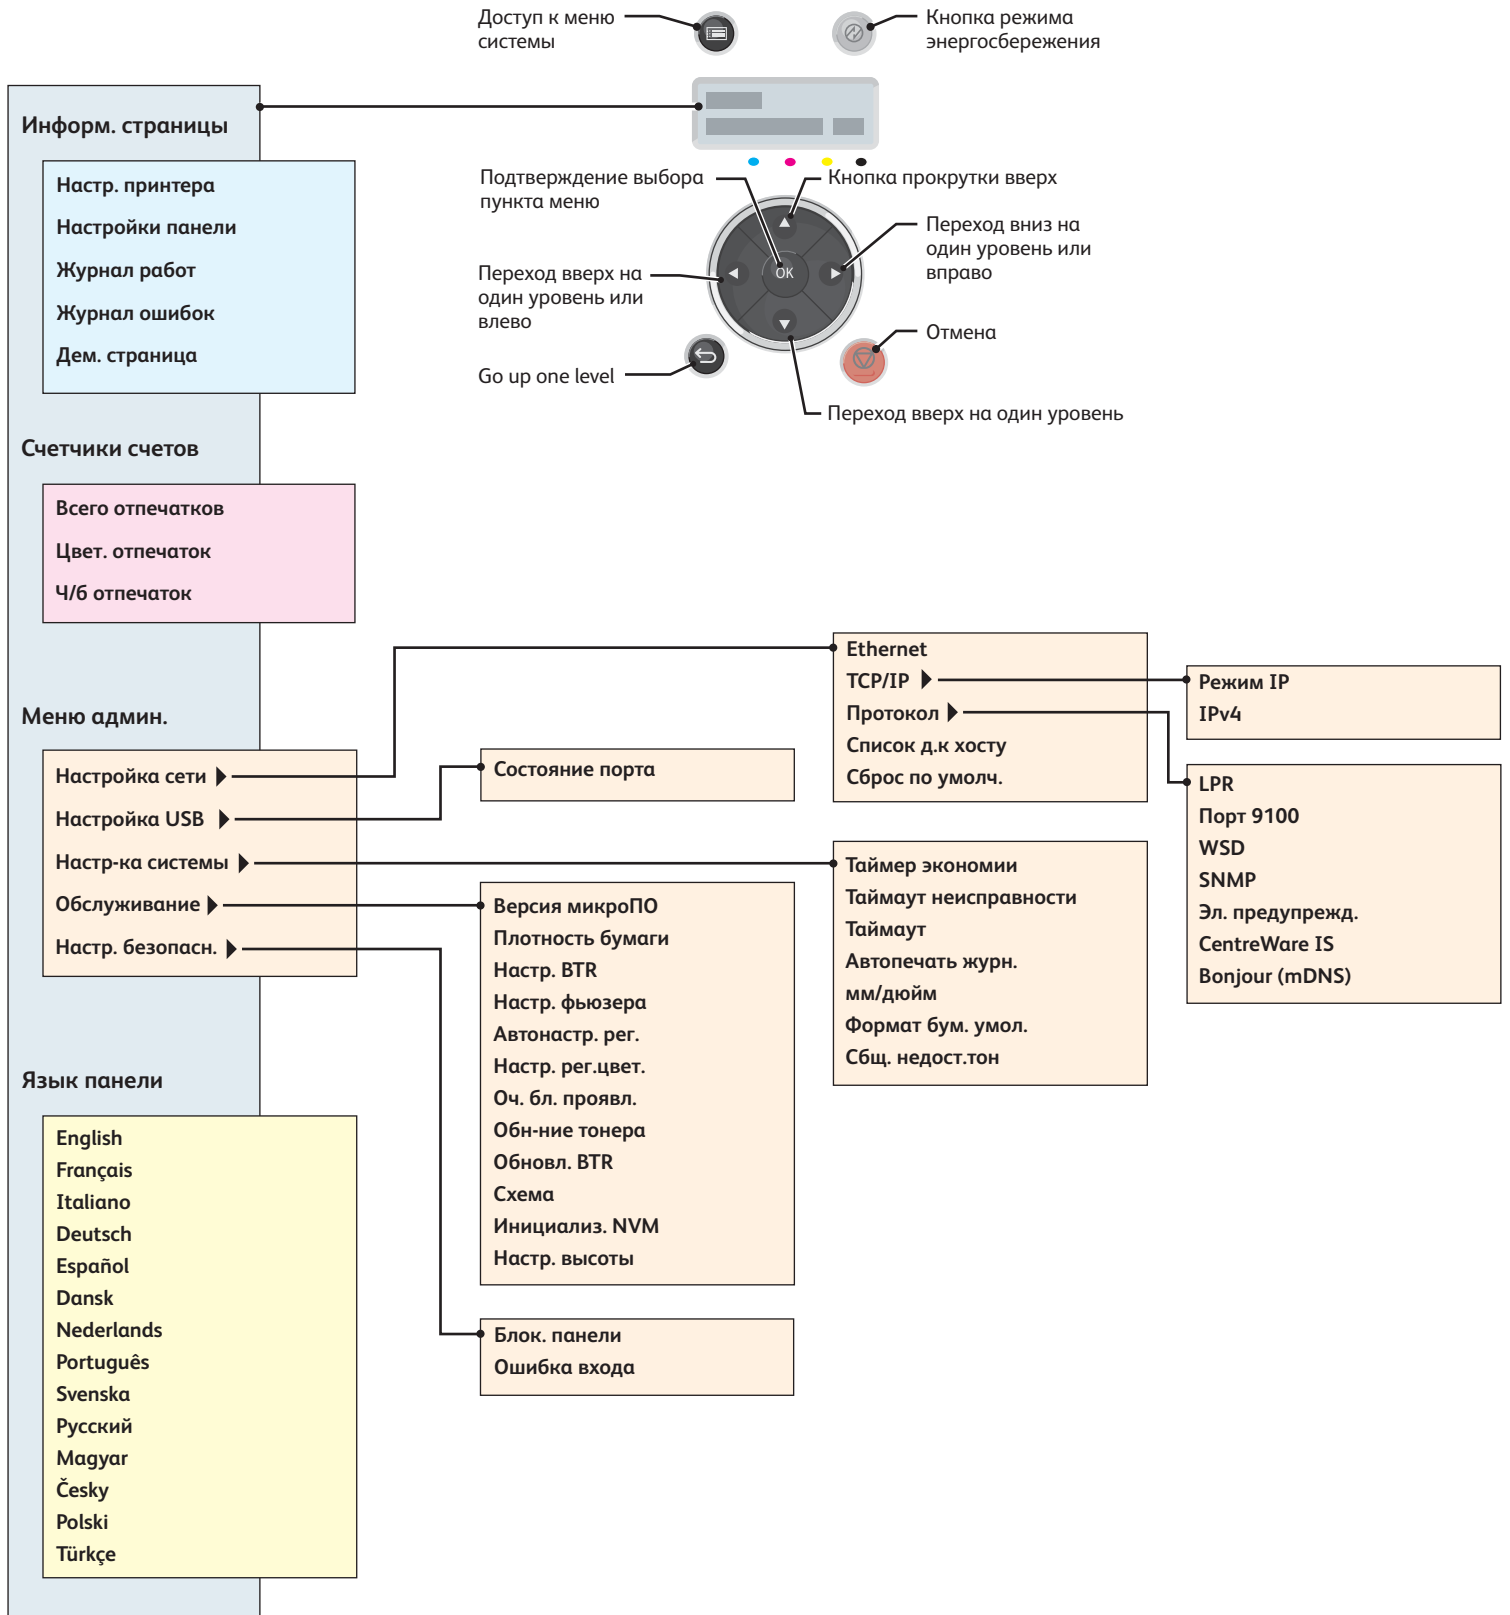 Доступ к меню
системы
Кнопка режима
энергосбережения
Подтверждение выбора
пункта меню
Кнопка прокрутки вверх
Переход вниз на
один уровень или
вправо
Переход вверх на
один уровень или
влево
OK
Отмена
Go up one level
Переход вверх на один уровень
Информ. страницы
Настр. принтера
Настройки панели
Журнал работ
Журнал ошибок
Дем. страница
Счетчики счетов
Всего отпечатков
Цвет. отпечаток
Ч/б отпечаток
Меню админ.
Настройка сети
Настройка USB
Настр-ка системы
Обслуживание
Настр. безопасн.
Состояние порта
Ethernet
TCP/IP
Протокол
Список д.к хосту
Сброс по умолч.
Режим IP
IPv4
LPR
Порт 9100
WSD
SNMP
Эл. предупрежд.
CentreWare IS
Bonjour (mDNS)
Таймер экономии
Таймаут неисправности
Таймаут
Автопечать журн.
мм/дюйм
Формат бум. умол.
Сбщ. недост.тон
Версия микроПО
Плотность бумаги
Настр. BTR
Настр. фьюзера
Автонастр. рег.
Настр. рег.цвет.
Оч. бл. проявл.
Обн-ние тонера
Обновл. BTR
Схема
Инициализ. NVM
Настр. высоты
Блок. панели
Ошибка входа
Язык панели
English
Français
Italiano
Deutsch
Español
Dansk
Nederlands
Português
Svenska
Русский
Magyar
Česky
Polski
Türkçe